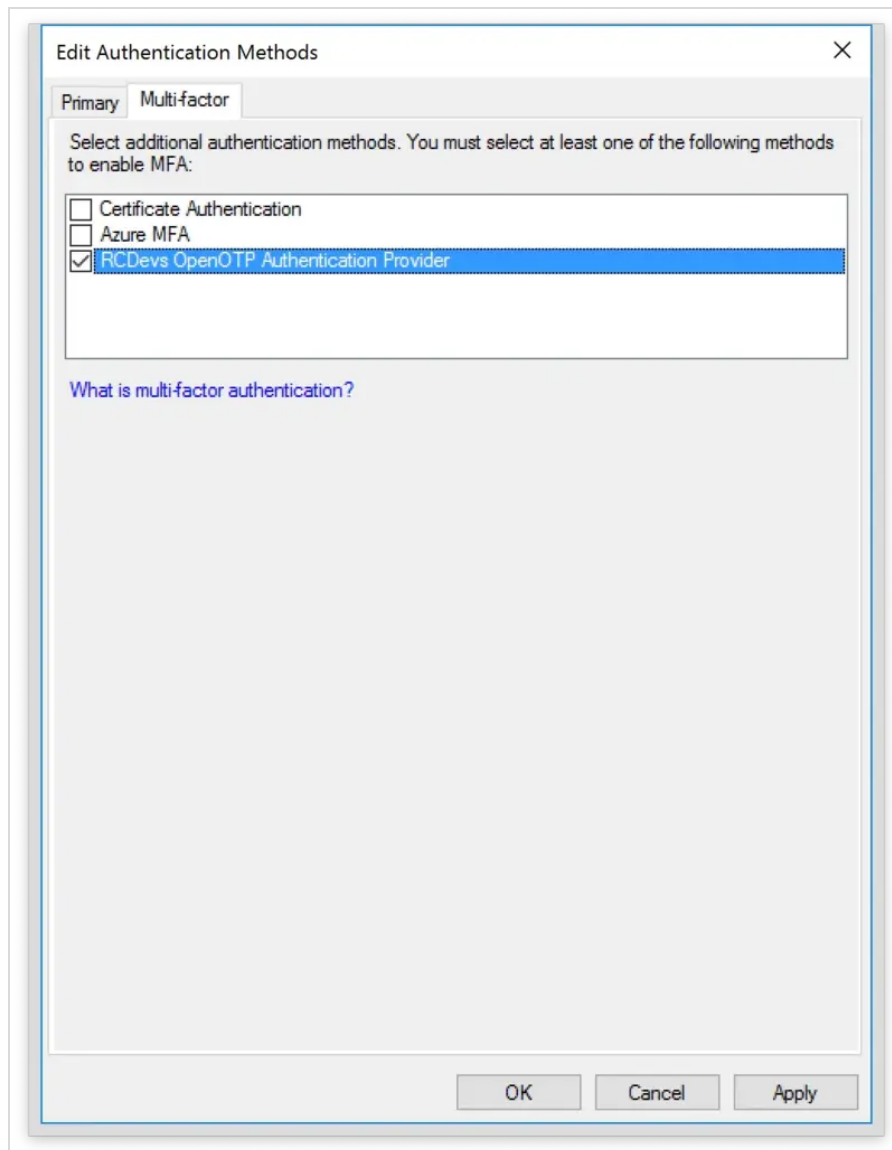 Edit Authentication Methods
Primary
Multi-factor
Select additional authentication methods. You must select at least one of the following methods
to enable MFA:
Certificate Authentication
Azure MFA
RCDevs OpenOTP Authentication Provider
What is multi-factor authentication?
OK
Cancel
Apply